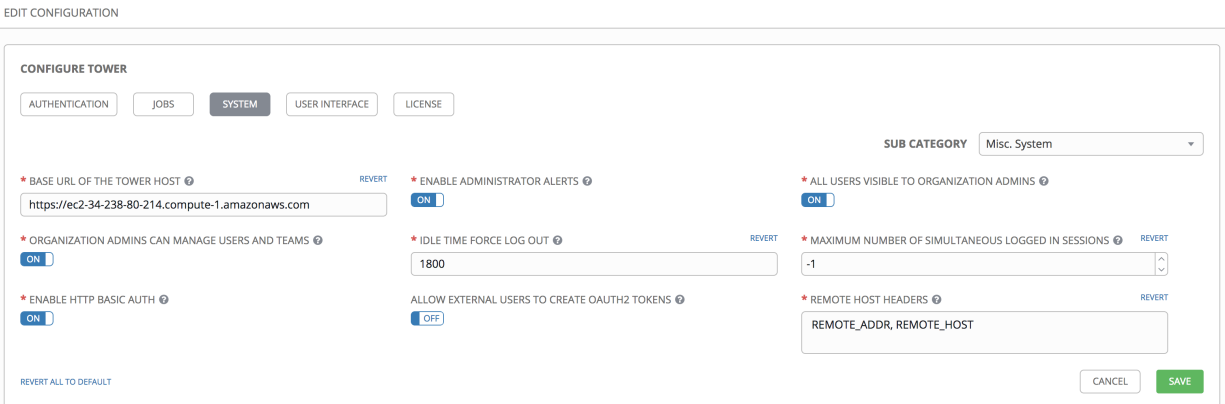 EDIT CONFIGURATION
CONFIGURE TOWER
AUTHENTICATION JOBS SYSTEM USER INTERFACE LICENSE
SUB CATEGORY Misc. System
* BASE URL OF THE TOWER HOST ? REVERT * ENABLE ADMINISTRATOR ALERTS ? * ALL USERS VISIBLE TO ORGANIZATION ADMINS ?
https://ec2-34-238-80-214.compute-1.amazonaws.com ON ON
* ORGANIZATION ADMINS CAN MANAGE USERS AND TEAMS ? * IDLE TIME FORCE LOG OUT ? REVERT * MAXIMUM NUMBER OF SIMULTANEOUS LOGGED IN SESSIONS ? REVERT
ON 1800 -1
* ENABLE HTTP BASIC AUTH ? ALLOW EXTERNAL USERS TO CREATE OAUTH2 TOKENS ? * REMOTE HOST HEADERS ? REVERT
ON OFF REMOTE_ADDR, REMOTE_HOST
REVERT ALL TO DEFAULT CANCEL SAVE